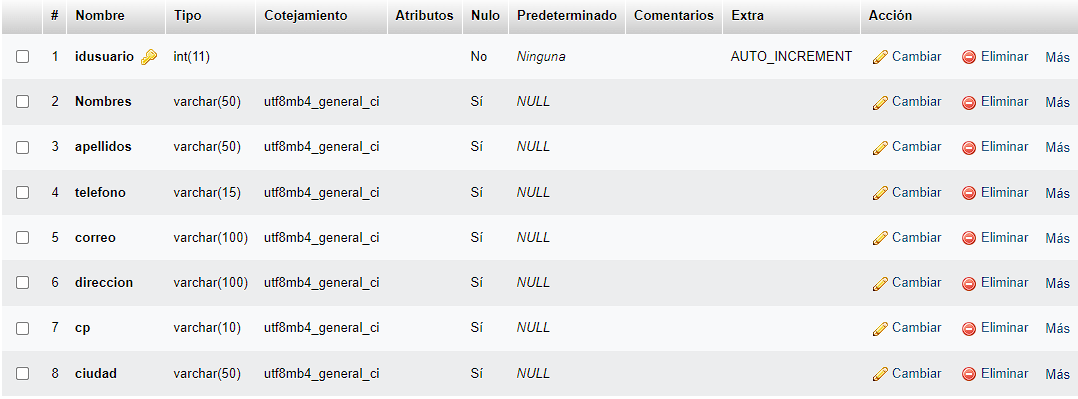 # Nombre Tipo Cotejamiento Atributos Nulo Predeterminado Comentarios Extra Acción
1 idusuario int(11) No Ninguna AUTO_INCREMENT Cambiar Eliminar Más
2 Nombres varchar(50) utf8mb4_general_ci Sí NULL Cambiar Eliminar Más
3 apellidos varchar(50) utf8mb4_general_ci Sí NULL Cambiar Eliminar Más
4 telefono varchar(15) utf8mb4_general_ci Sí NULL Cambiar Eliminar Más
5 correo varchar(100) utf8mb4_general_ci Sí NULL Cambiar Eliminar Más
6 direccion varchar(100) utf8mb4_general_ci Sí NULL Cambiar Eliminar Más
7 cp varchar(10) utf8mb4_general_ci Sí NULL Cambiar Eliminar Más
8 ciudad varchar(50) utf8mb4_general_ci Sí NULL Cambiar Eliminar Más